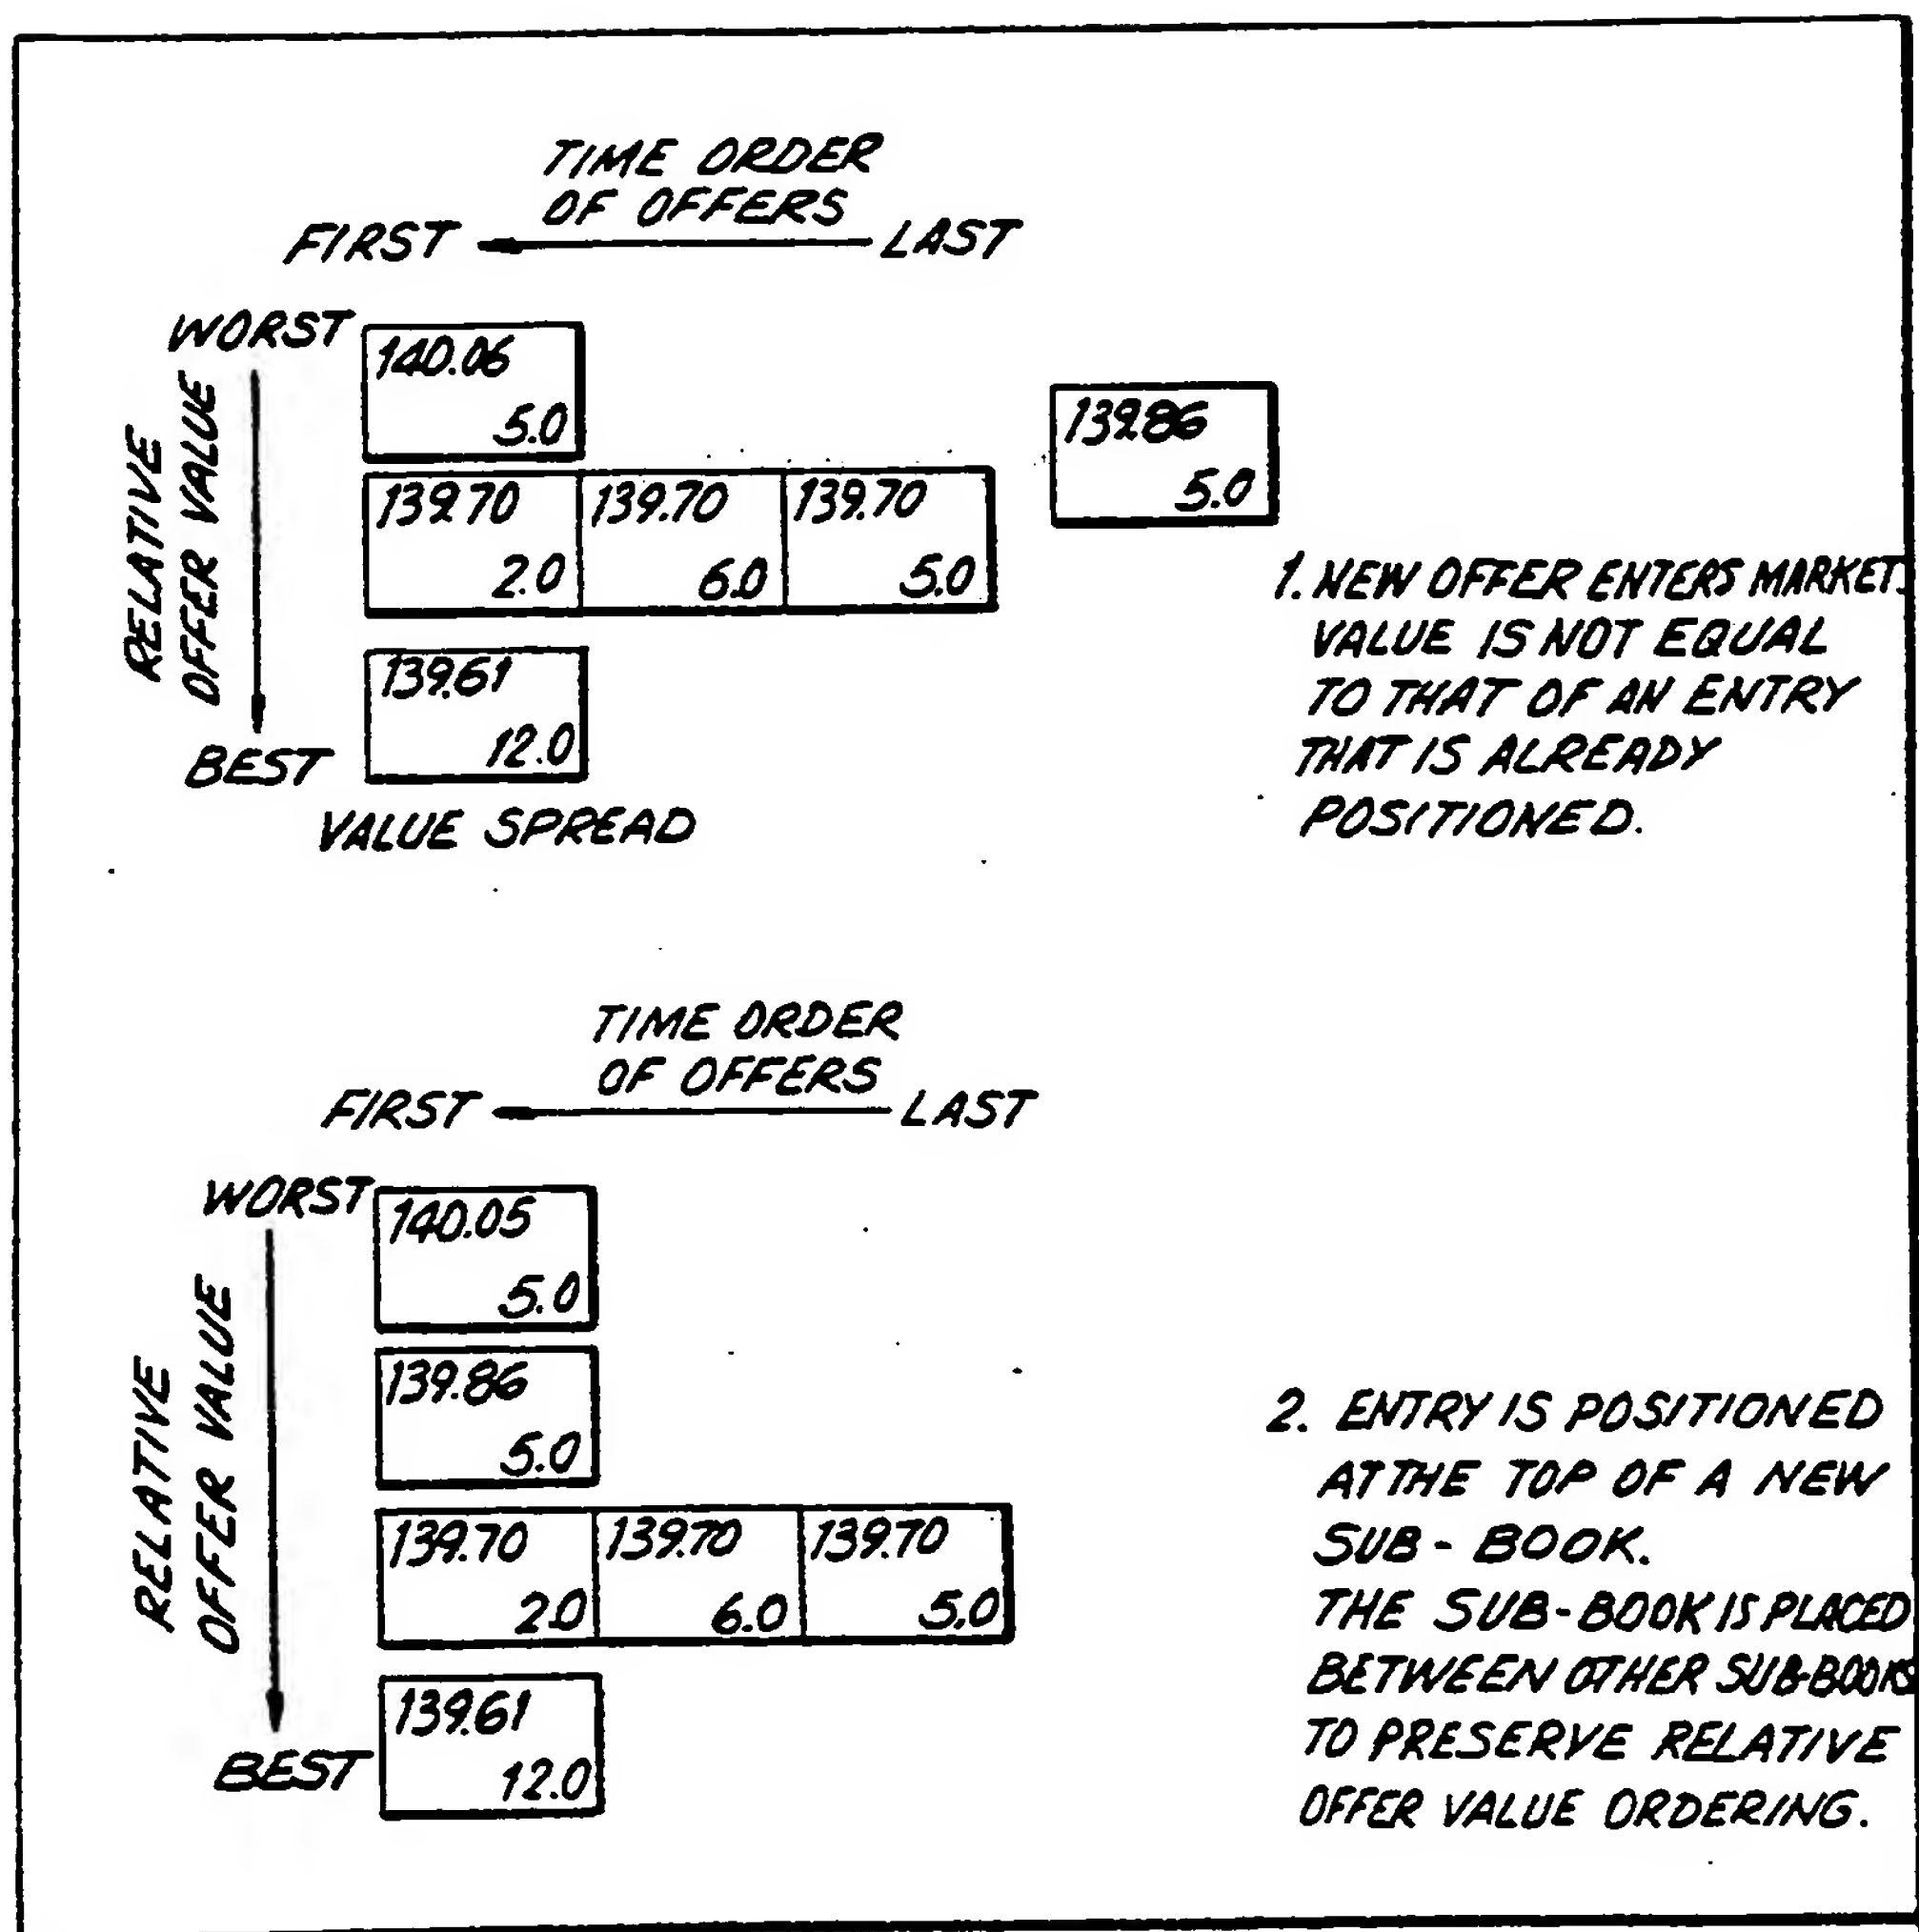 TIME ORDER
OF OFFERS
FIRST LAST
WORST
RELATIVE
OFFER VALUE
BEST
140.06
5.0
139.86
5.0
139.70 139.70 139.70
2.0 6.0 5.0
139.61
12.0
VALUE SPREAD
1. NEW OFFER ENTERS MARKET.
VALUE IS NOT EQUAL
TO THAT OF AN ENTRY
THAT IS ALREADY
POSITIONED.
TIME ORDER
OF OFFERS
FIRST LAST
WORST
RELATIVE
OFFER VALUE
BEST
140.05
5.0
139.86
5.0
139.70 139.70 139.70
2.0 6.0 5.0
139.61
12.0
2. ENTRY IS POSITIONED
AT THE TOP OF A NEW
SUB-BOOK.
THE SUB-BOOK IS PLACED
BETWEEN OTHER SUB-BOOKS
TO PRESERVE RELATIVE
OFFER VALUE ORDERING.